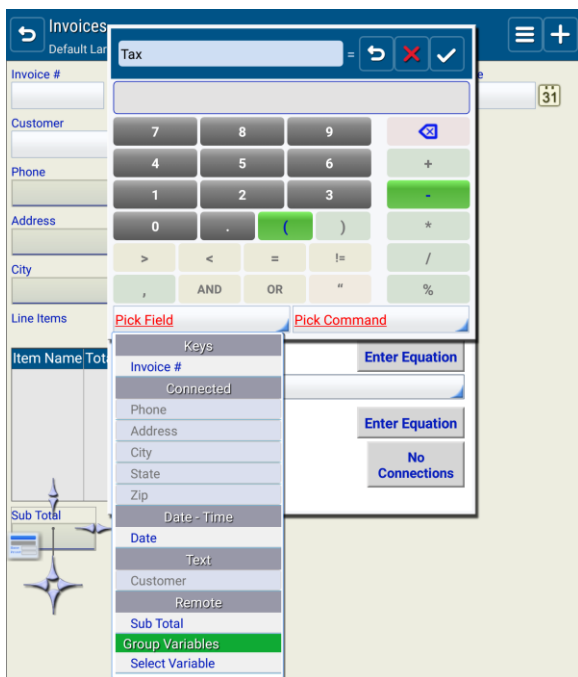 Invoices
Default Lar
Tax
=
Invoice #
e
31
Customer
7 8 9
4 5 6 +
Phone
1 2 3 -
Address
0 . ( ) *
> < = != /
City
, AND OR " %
Line Items
Pick Field
Pick Command
Keys
Item Name Tota
Invoice #
Enter Equation
Connected
Phone
Address
Enter Equation
City
No
Connections
State
Zip
Sub Total
Date - Time
Date
Text
Customer
Remote
Sub Total
Group Variables
Select Variable